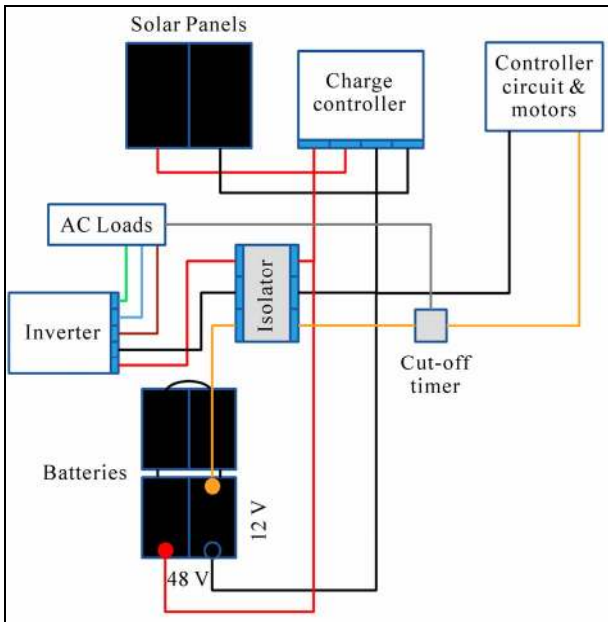 Solar Panels
Charge
controller
Controller
circuit &
motors
AC Loads
Isolator
Inverter
Cut-off
timer
Batteries
12 V
48 V